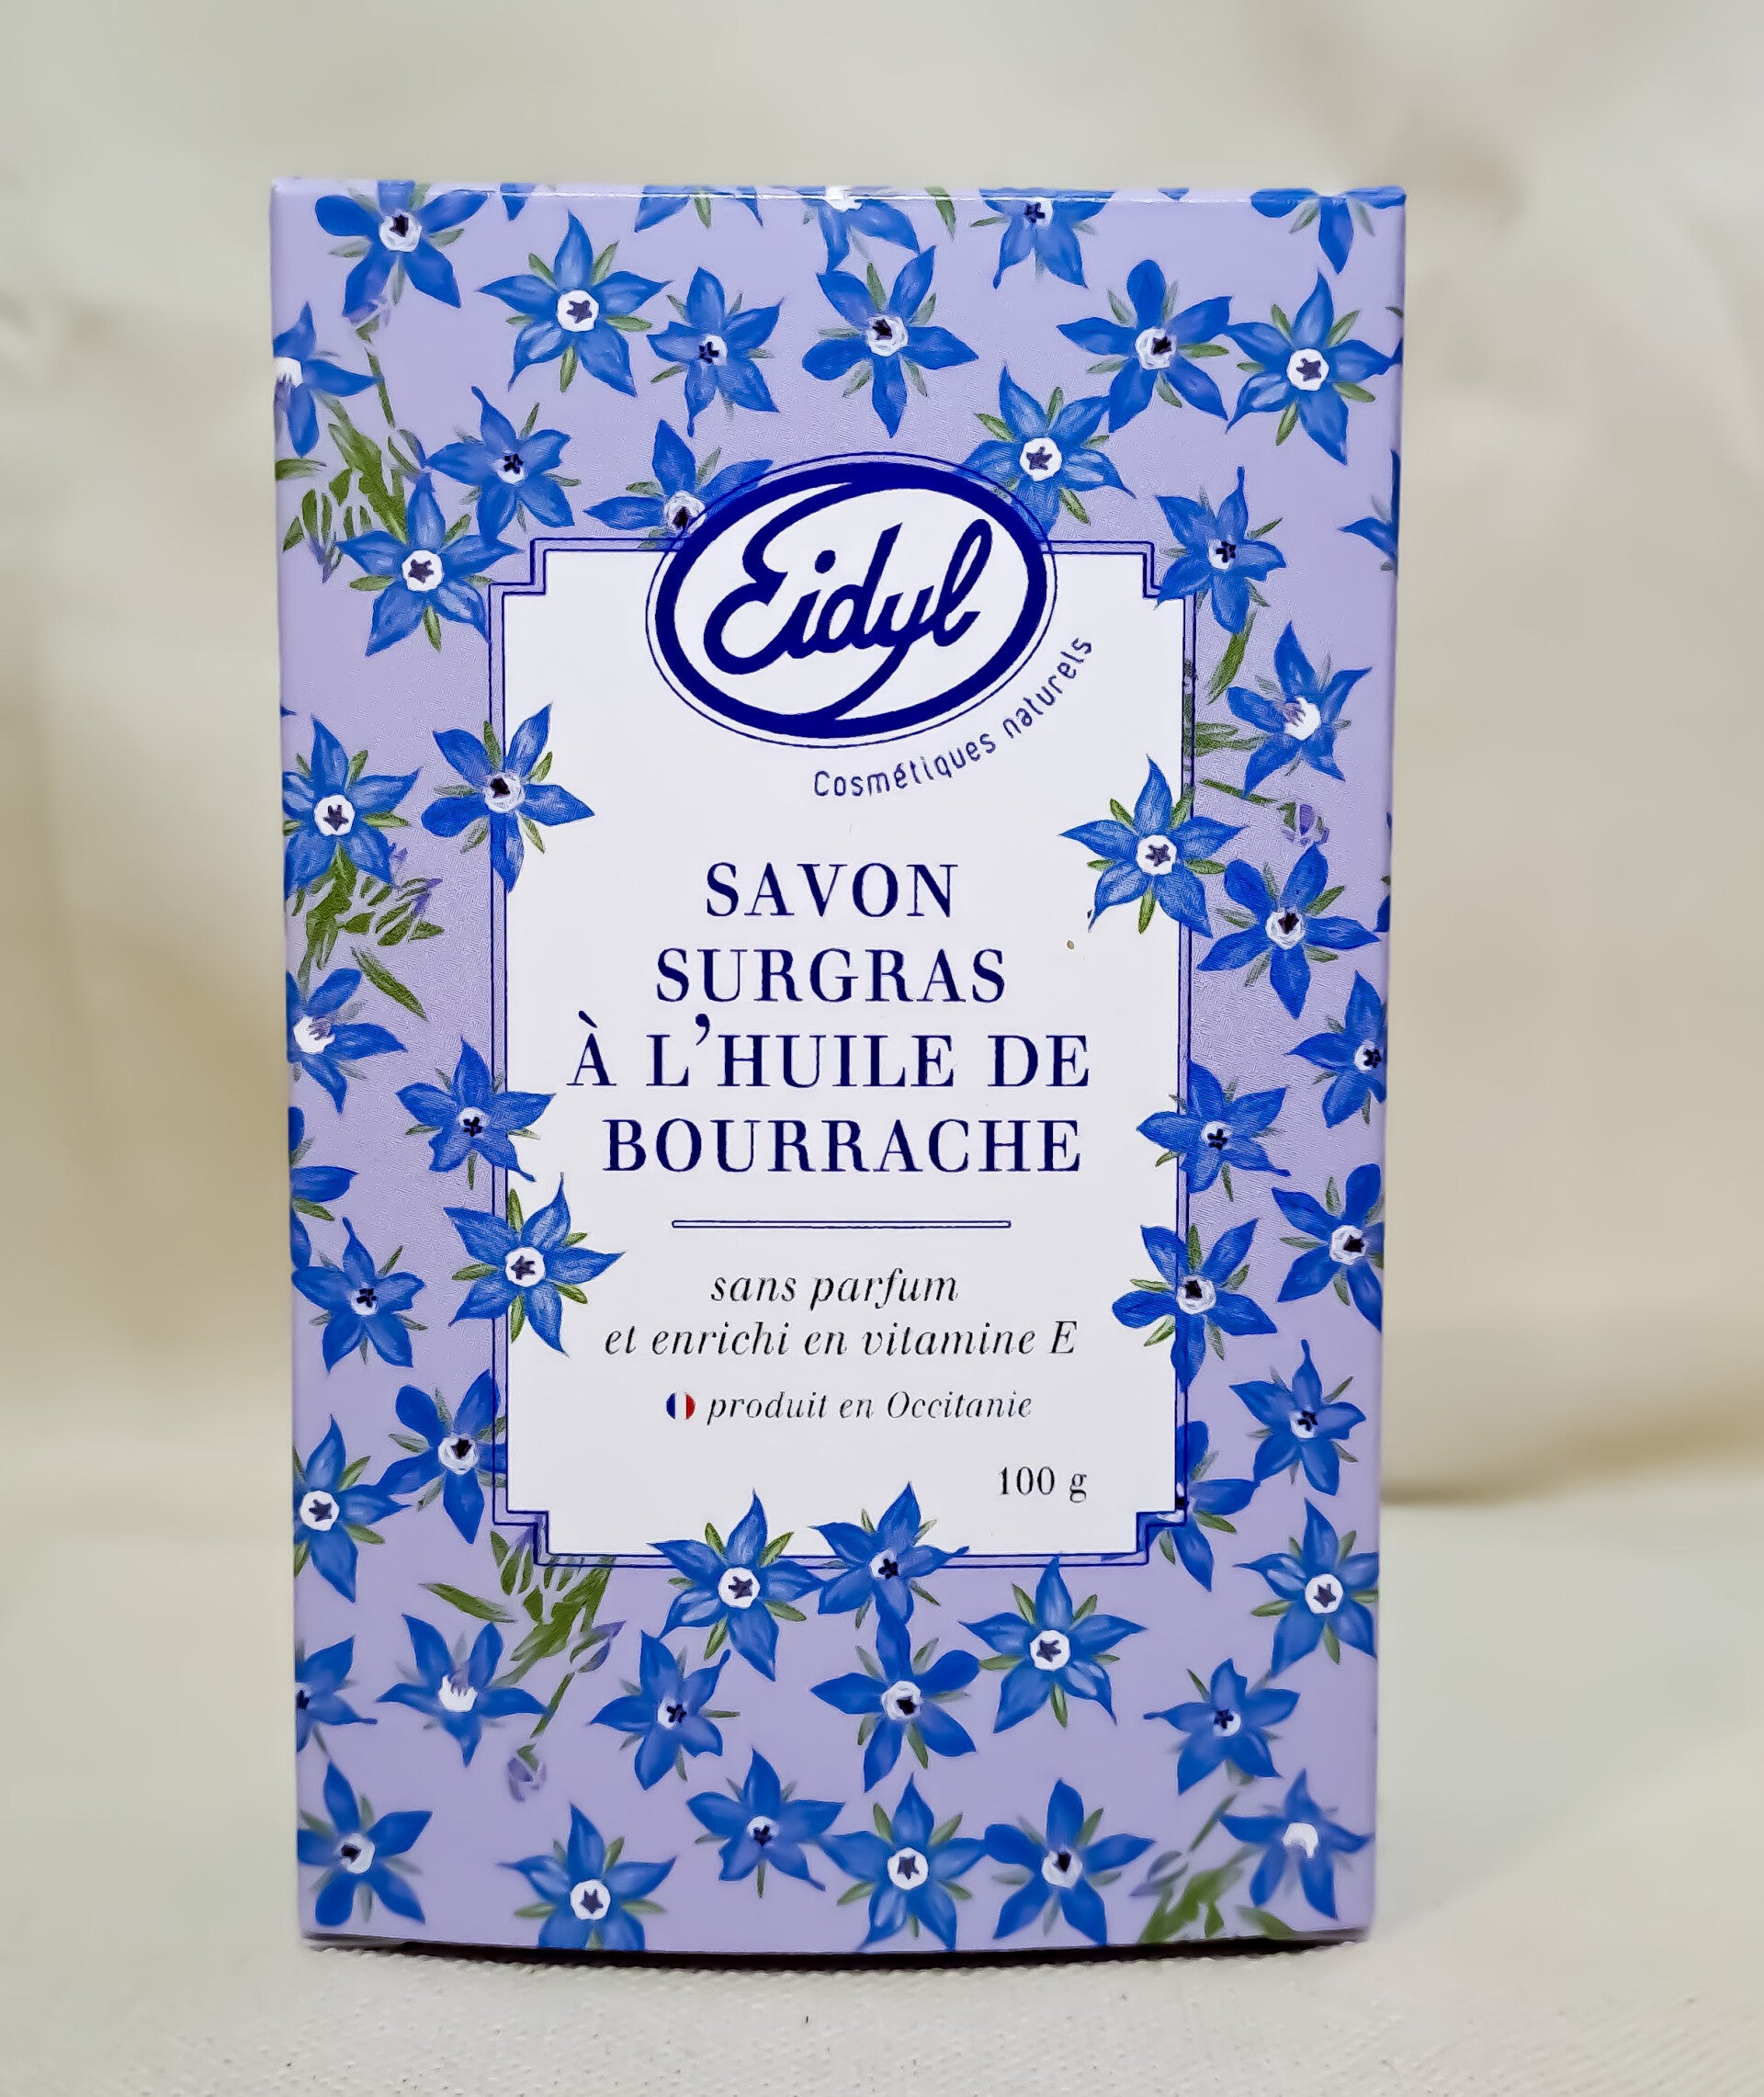 Eidyl
Cosmétiques naturels
SAVON
SURGRAS
À L'HUILE DE
BOURRACHE
sans parfum
et enrichi en vitamine E
produit en Occitanie
100 g